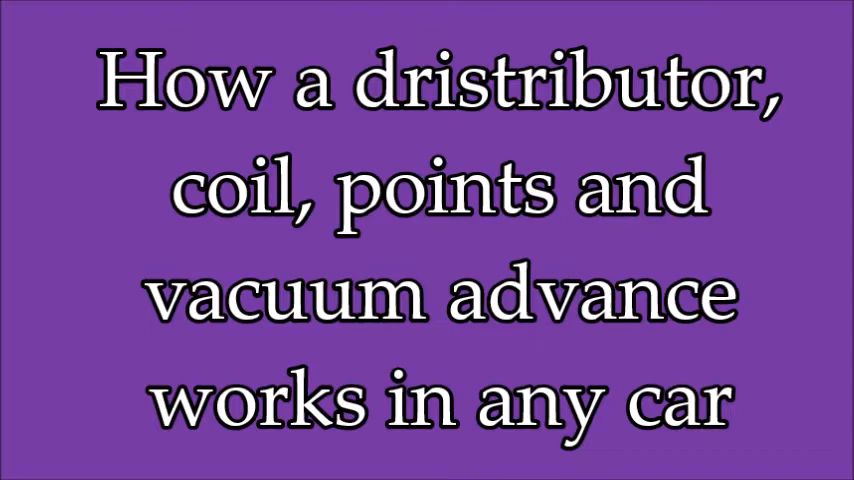 How a dristributor,
coil, points and
vacuum advance
works in any car